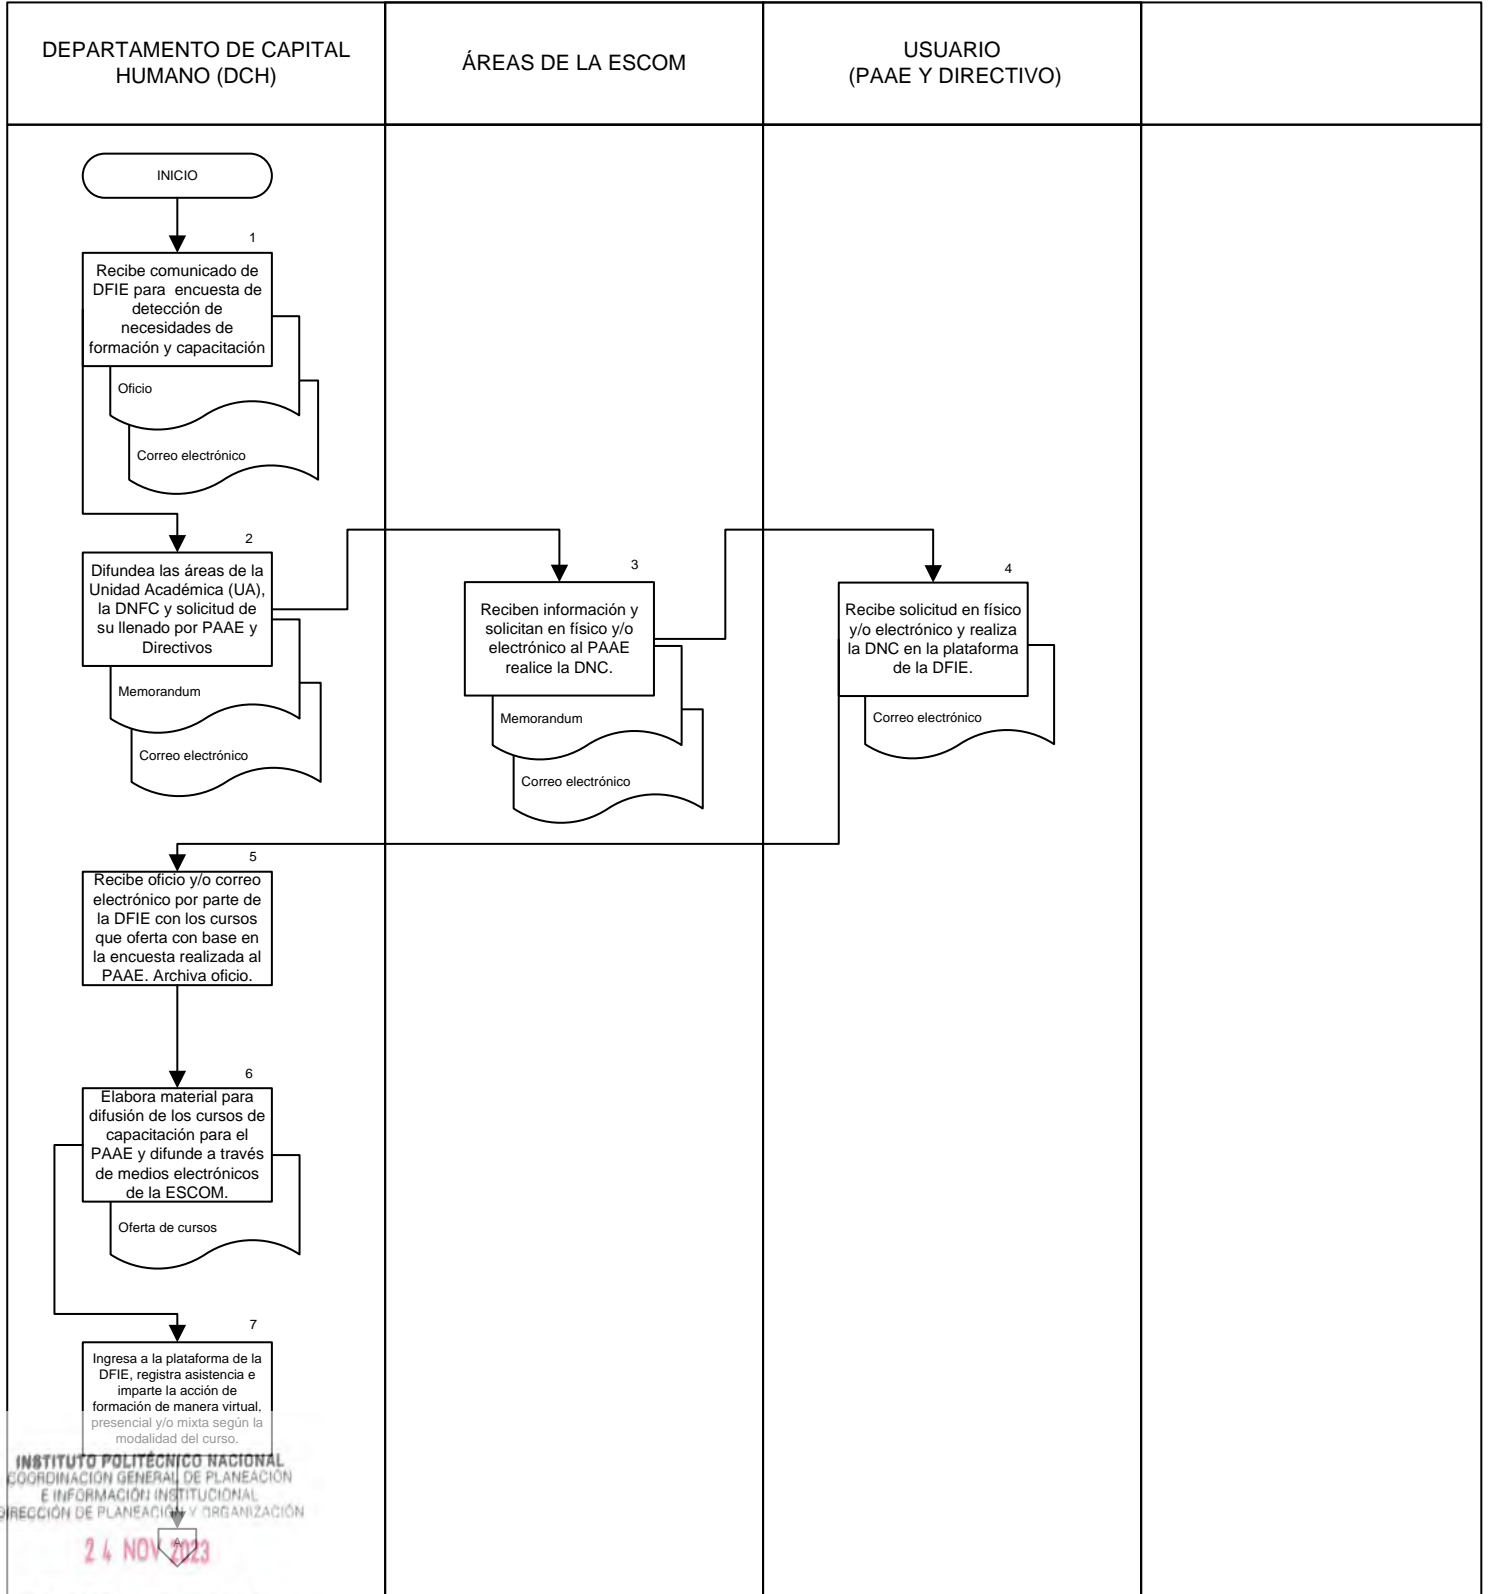 DEPARTAMENTO DE CAPITAL
HUMANO (DCH)
ÁREAS DE LA ESCOM
USUARIO
(PAAE Y DIRECTIVO)
INICIO
1
Recibe comunicado de
DFIE para encuesta de
detección de
necesidades de
formación y capacitación
Oficio
Correo electrónico
2
Difundea las áreas de la
Unidad Académica (UA),
la DNFC y solicitud de
su llenado por PAAE y
Directivos
Memorandum
Correo electrónico
3
Reciben información y
solicitan en físico y/o
electrónico al PAAE
realice la DNC.
Memorandum
Correo electrónico
4
Recibe solicitud en físico
y/o electrónico y realiza
la DNC en la plataforma
de la DFIE.
Correo electrónico
5
Recibe oficio y/o correo
electrónico por parte de
la DFIE con los cursos
que oferta con base en
la encuesta realizada al
PAAE. Archiva oficio.
6
Elabora material para
difusión de los cursos de
capacitación para el
PAAE y difunde a través
de medios electrónicos
de la ESCOM.
Oferta de cursos
7
Ingresa a la plataforma de la
DFIE, registra asistencia e
imparte la acción de
formación de manera virtual,
presencial y/o mixta según la
modalidad del curso.
INSTITUTO POLITÉCNICO NACIONAL
COORDINACIÓN GENERAL DE PLANEACIÓN
E INFORMACIÓN INSTITUCIONAL
DIRECCIÓN DE PLANEACIÓN Y ORGANIZACIÓN
A
24 NOV 2023